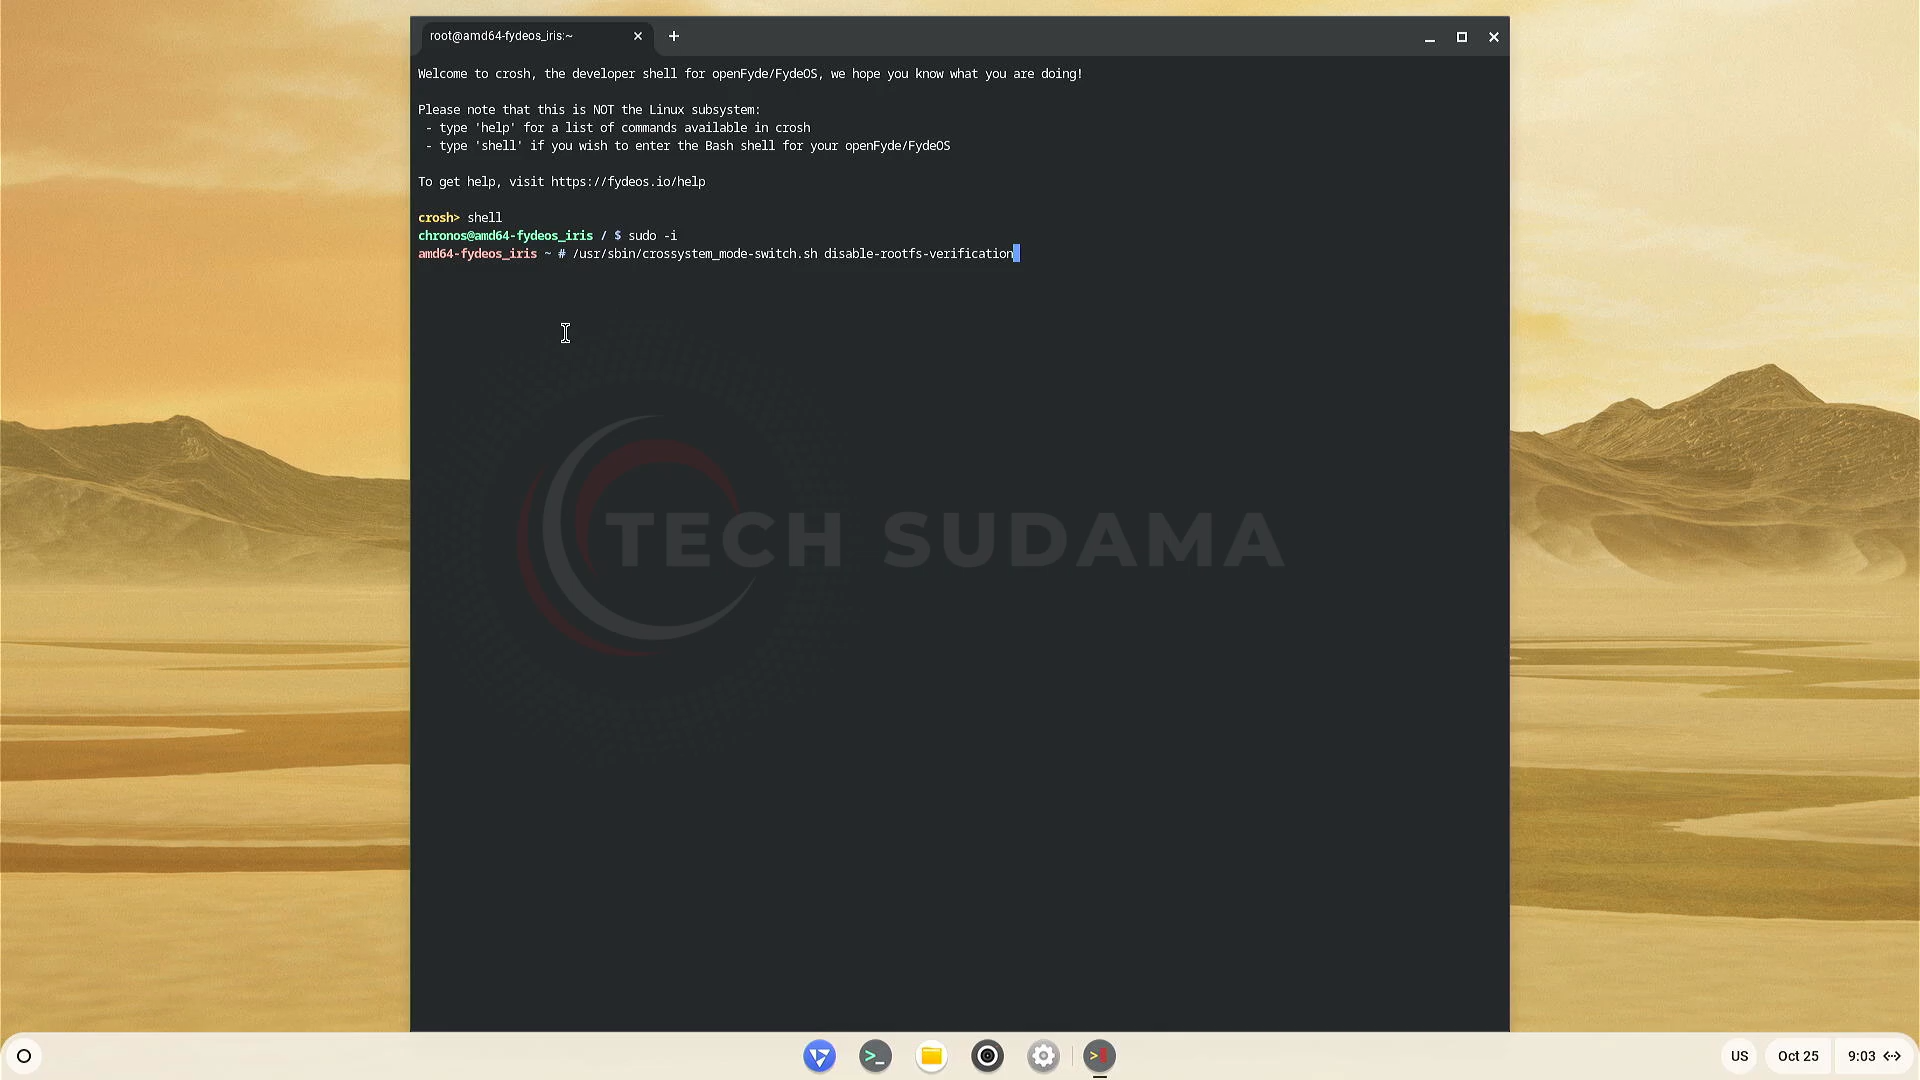 root@amd64-fydeos_iris:~
Welcome to crosh, the developer shell for openFyde/FydeOS, we hope you know what you are doing!
Please note that this is NOT the Linux subsystem:
- type 'help' for a list of commands available in crosh
- type 'shell' if you wish to enter the Bash shell for your openFyde/FydeOS
To get help, visit https://fydeos.io/help
crosh> shell
chronos@amd64-fydeos_iris / $ sudo -i
amd64-fydeos_iris ~ # /usr/sbin/crossystem_mode-switch.sh disable-rootfs-verification
TECH SUDAMA
US
Oct 25
9:03